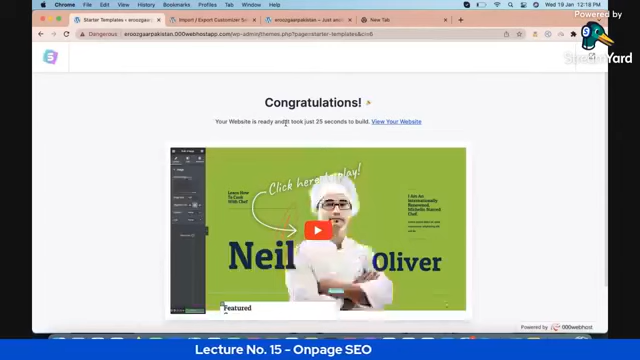 Chrome File Edit View History Bookmarks Profiles Tab Window Help
Wed 19 Jan 12:18 PM
Powered by
StreamYard
Starter Templates – eroozgaarp
Import / Export Customizer Se
eroozgaarpakistan – Just anot
New Tab
Dangerous | eroozgaarpakistan.000webhostapp.com/wp-admin/themes.php?page=starter-templates&ci=6
Congratulations!
Your Website is ready and it took just 25 seconds to build. View Your Website
Click here to play!
Learn How
To Cook
With Chef
I Am An
Internationally
Renowned,
Michelin Starred
Chef
Neil
Oliver
Featured
Powered by 000webhost
Lecture No. 15 - Onpage SEO